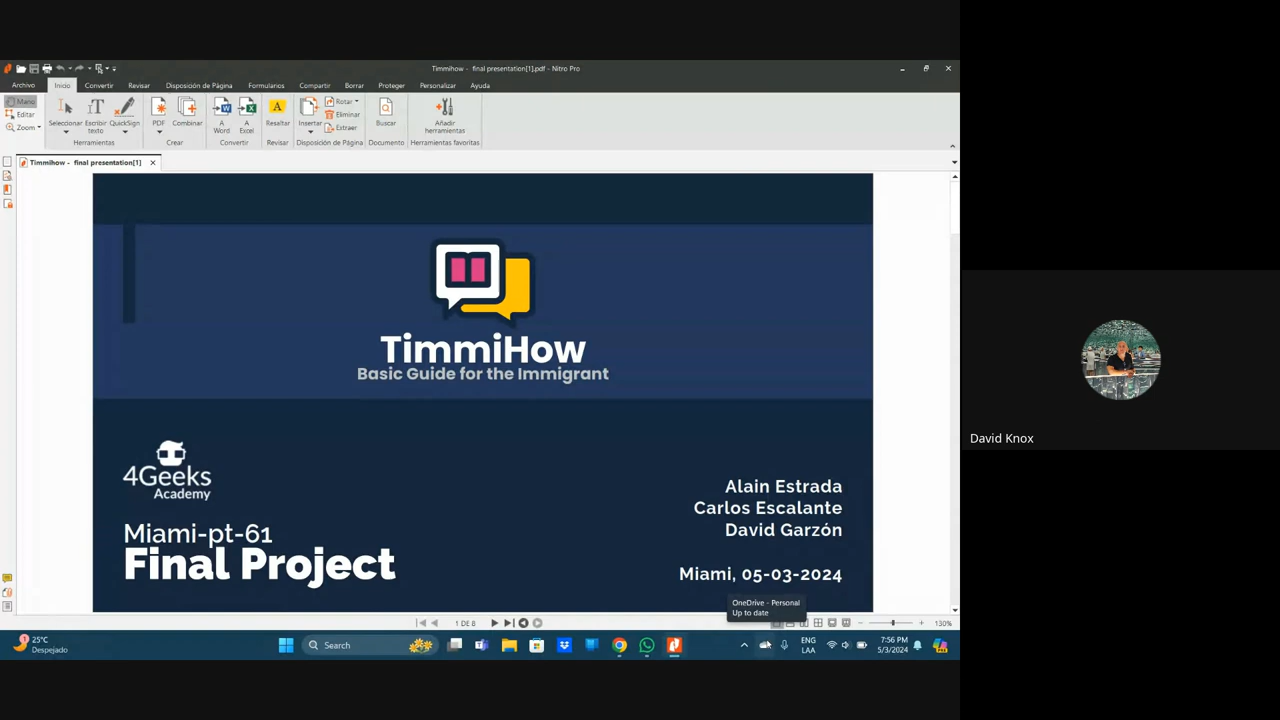 Timmihow - final presentation[1].pdf - Nitro Pro
Archivo Inicio Convertir Revisar Disposición de Página Formularios Compartir Borrar Proteger Personalizar Ayuda
Mano
Editar
Zoom
Seleccionar
Escribir texto
QuickSign
Herramientas
PDF
Combinar
Crear
A Word
A Excel
Convertir
Resaltar
Revisar
Insertar
Rotar
Eliminar
Extraer
Disposición de Página
Buscar
Documento
Añadir herramientas
Herramientas favoritas
Timmihow - final presentation[1]
TimmiHow
Basic Guide for the Immigrant
4Geeks
Academy
Miami-pt-61
Final Project
Alain Estrada
Carlos Escalante
David Garzón
Miami, 05-03-2024
OneDrive - Personal
Up to date
1 DE 8
130%
1
25°C
Despejado
Search
ENG
LAA
7:56 PM
5/3/2024
David Knox